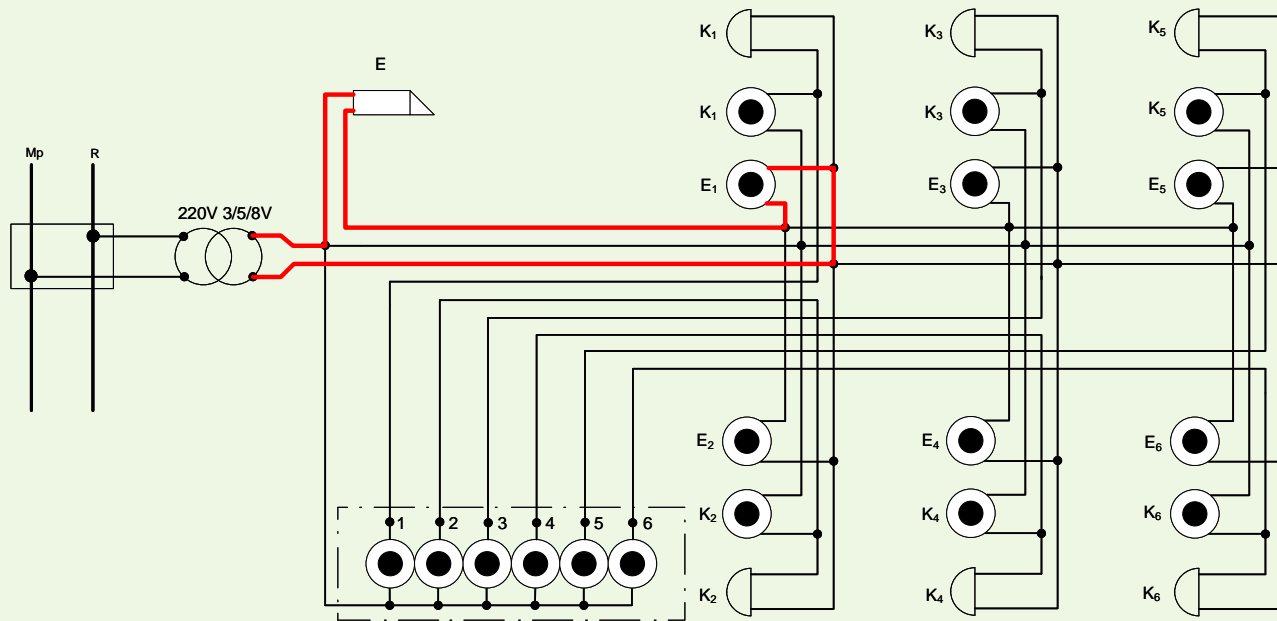 K₁ K₃ K₅
E
K₁ K₃ K₅
Mp R
E₁ E₃ E₅
220V 3/5/8V
E₂ E₄ E₆
K₂ K₄ K₆
1 2 3 4 5 6
K₂ K₄ K₆